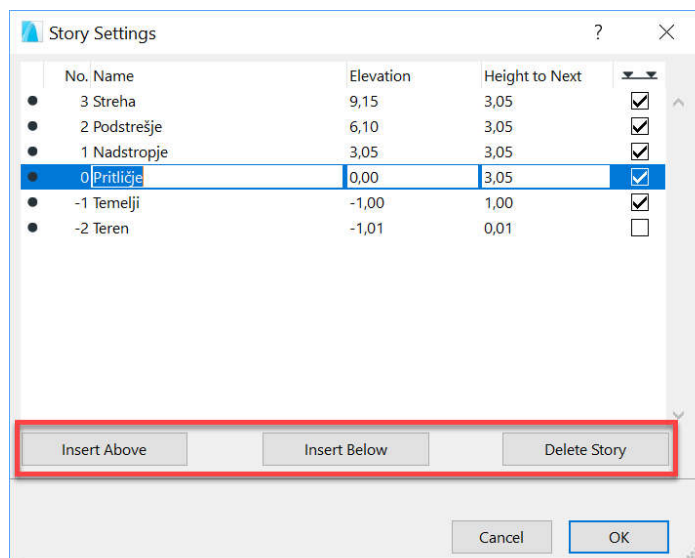 Story Settings ?
No. Name Elevation Height to Next
3 Streha 9,15 3,05
2 Podstrešje 6,10 3,05
1 Nadstropje 3,05 3,05
0 Pritličje 0,00 3,05
-1 Temelji -1,00 1,00
-2 Teren -1,01 0,01
Insert Above Insert Below Delete Story
Cancel OK